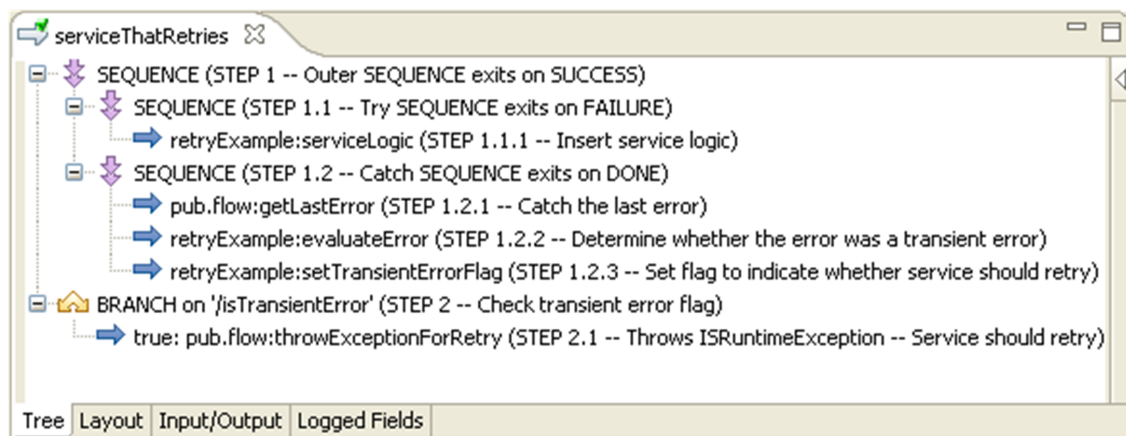 serviceThatRetries
SEQUENCE (STEP 1 -- Outer SEQUENCE exits on SUCCESS)
SEQUENCE (STEP 1.1 -- Try SEQUENCE exits on FAILURE)
retryExample:serviceLogic (STEP 1.1.1 -- Insert service logic)
SEQUENCE (STEP 1.2 -- Catch SEQUENCE exits on DONE)
pub.flow:getLastError (STEP 1.2.1 -- Catch the last error)
retryExample:evaluateError (STEP 1.2.2 -- Determine whether the error was a transient error)
retryExample:setTransientErrorFlag (STEP 1.2.3 -- Set flag to indicate whether service should retry)
BRANCH on '/isTransientError' (STEP 2 -- Check transient error flag)
true: pub.flow:throwExceptionForRetry (STEP 2.1 -- Throws ISRuntimeException -- Service should retry)
Tree Layout Input/Output Logged Fields